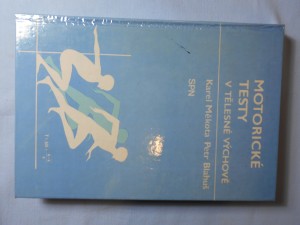 MOTORICKÉ
TESTY
V TĚLESNÉ VÝCHOVĚ
Karel Měkota Petr Blahuš
SPN